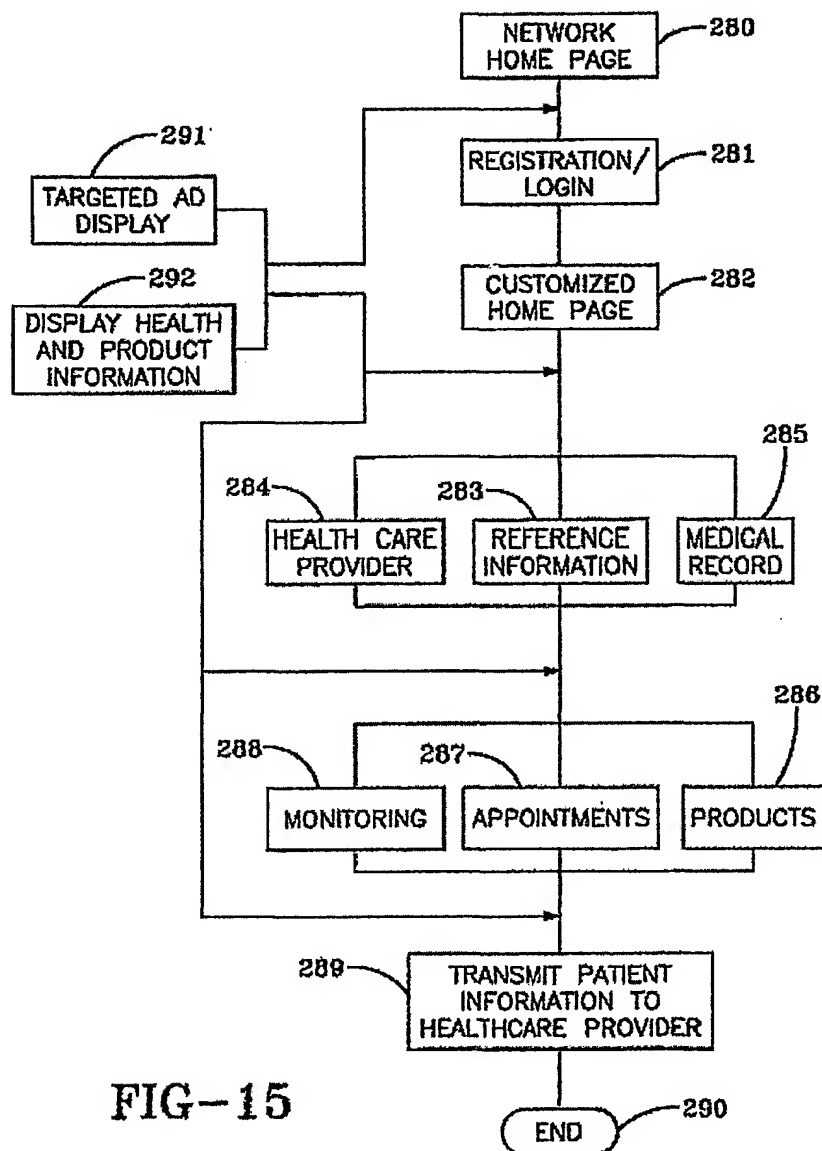 NETWORK
HOME PAGE
280
291
TARGETED AD
DISPLAY
REGISTRATION/
LOGIN
281
292
DISPLAY HEALTH
AND PRODUCT
INFORMATION
CUSTOMIZED
HOME PAGE
282
284
HEALTH CARE
PROVIDER
283
REFERENCE
INFORMATION
285
MEDICAL
RECORD
288
MONITORING
287
APPOINTMENTS
286
PRODUCTS
289
TRANSMIT PATIENT
INFORMATION TO
HEALTHCARE PROVIDER
FIG-15
END
290